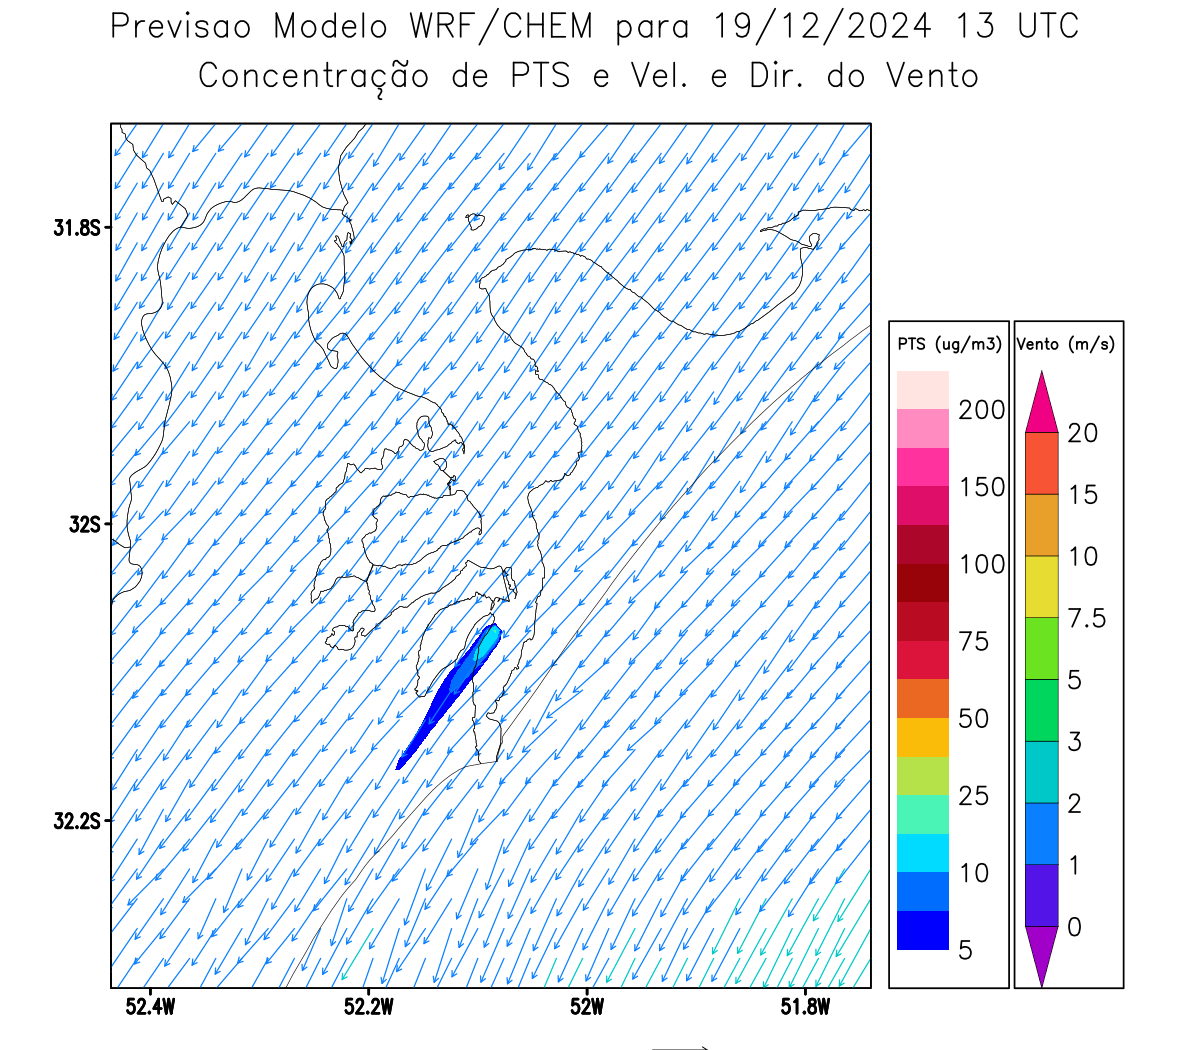 Previsao Modelo WRF/CHEM para 19/12/2024 13 UTC
Concentração de PTS e Vel. e Dir. do Vento
31.8S
32S
32.2S
52.4W
52.2W
52W
51.8W
PTS (ug/m3)
200
150
100
75
50
25
10
5
Vento (m/s)
20
15
10
7.5
5
3
2
1
0